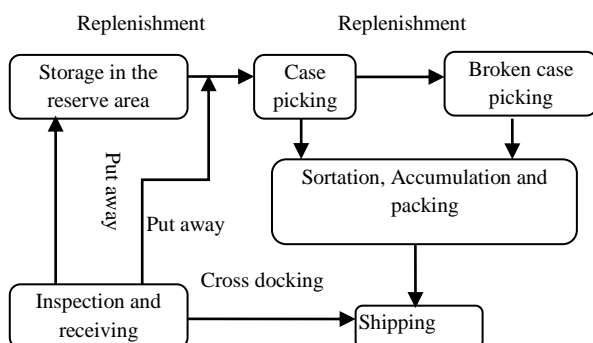 Replenishment
Replenishment
Storage in the
reserve area
Case
picking
Broken case
picking
Put away
Put away
Sortation, Accumulation and
packing
Cross docking
Inspection and
receiving
Shipping